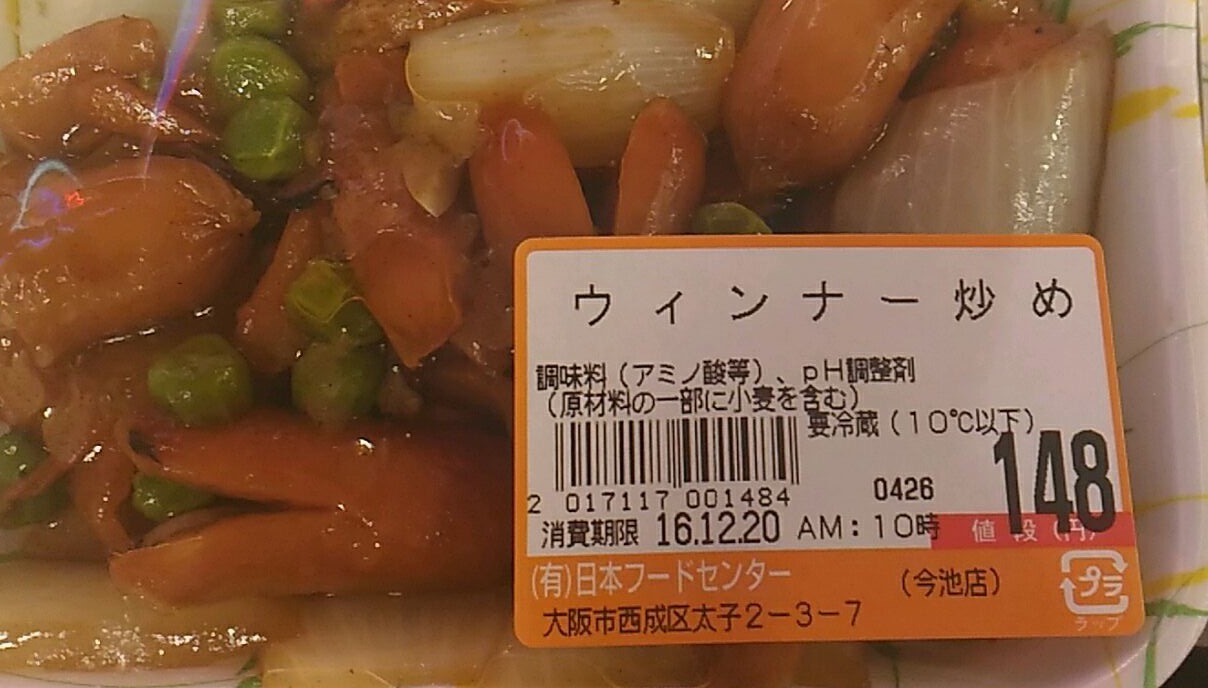 ウィンナー炒め
調味料(アミノ酸等)、pH調整剤
(原材料の一部に小麦を含む)
要冷蔵(10℃以下)
148
2 017117 001484
0426
消費期限 16.12.20 AM:10時
値段(円)
(有)日本フードセンター (今池店)
プラ
大阪市西成区太子2-3-7
ラップ